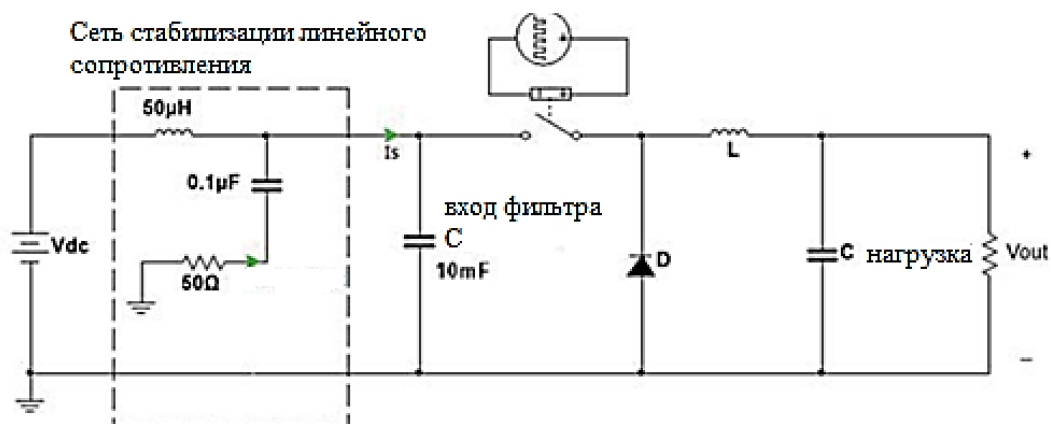 Сеть стабилизации линейного
сопротивления
50µH
Is
L
+
0.1µF
вход фильтра
С
Vdc
10mF
D
C
нагрузка
Vout
50Ω
−